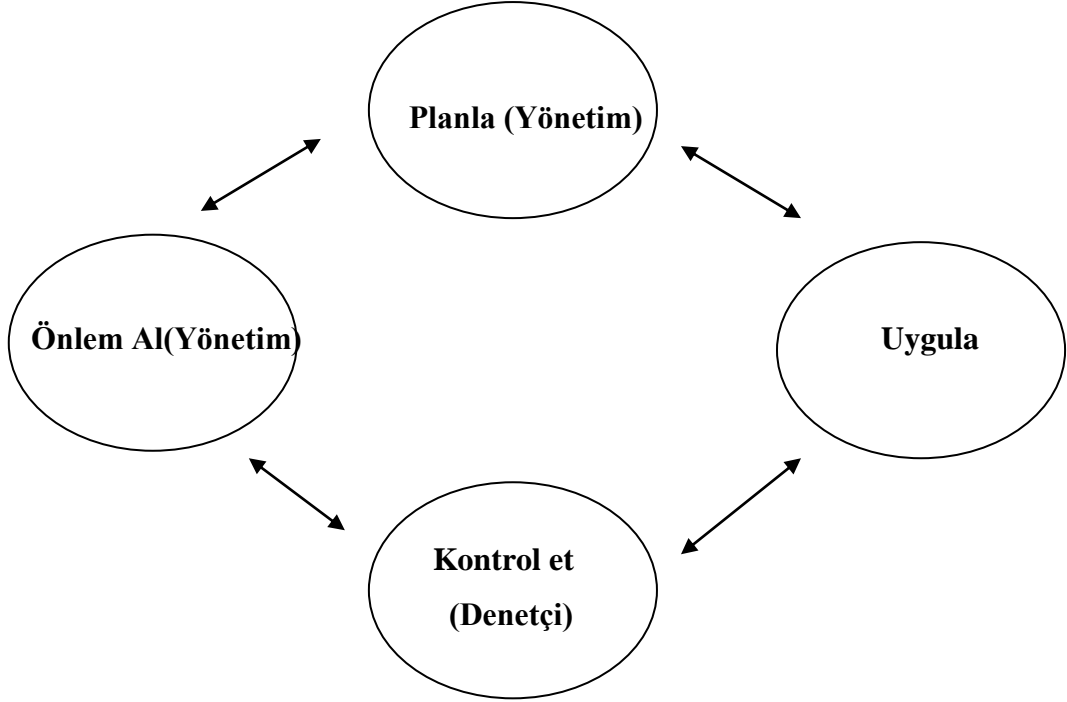 Planla (Yönetim)
Önlem Al(Yönetim)
Uygula
Kontrol et
(Denetçi)